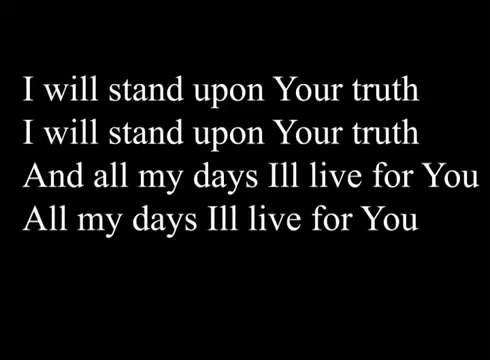 I will stand upon Your truth
I will stand upon Your truth
And all my days Ill live for You
All my days Ill live for You